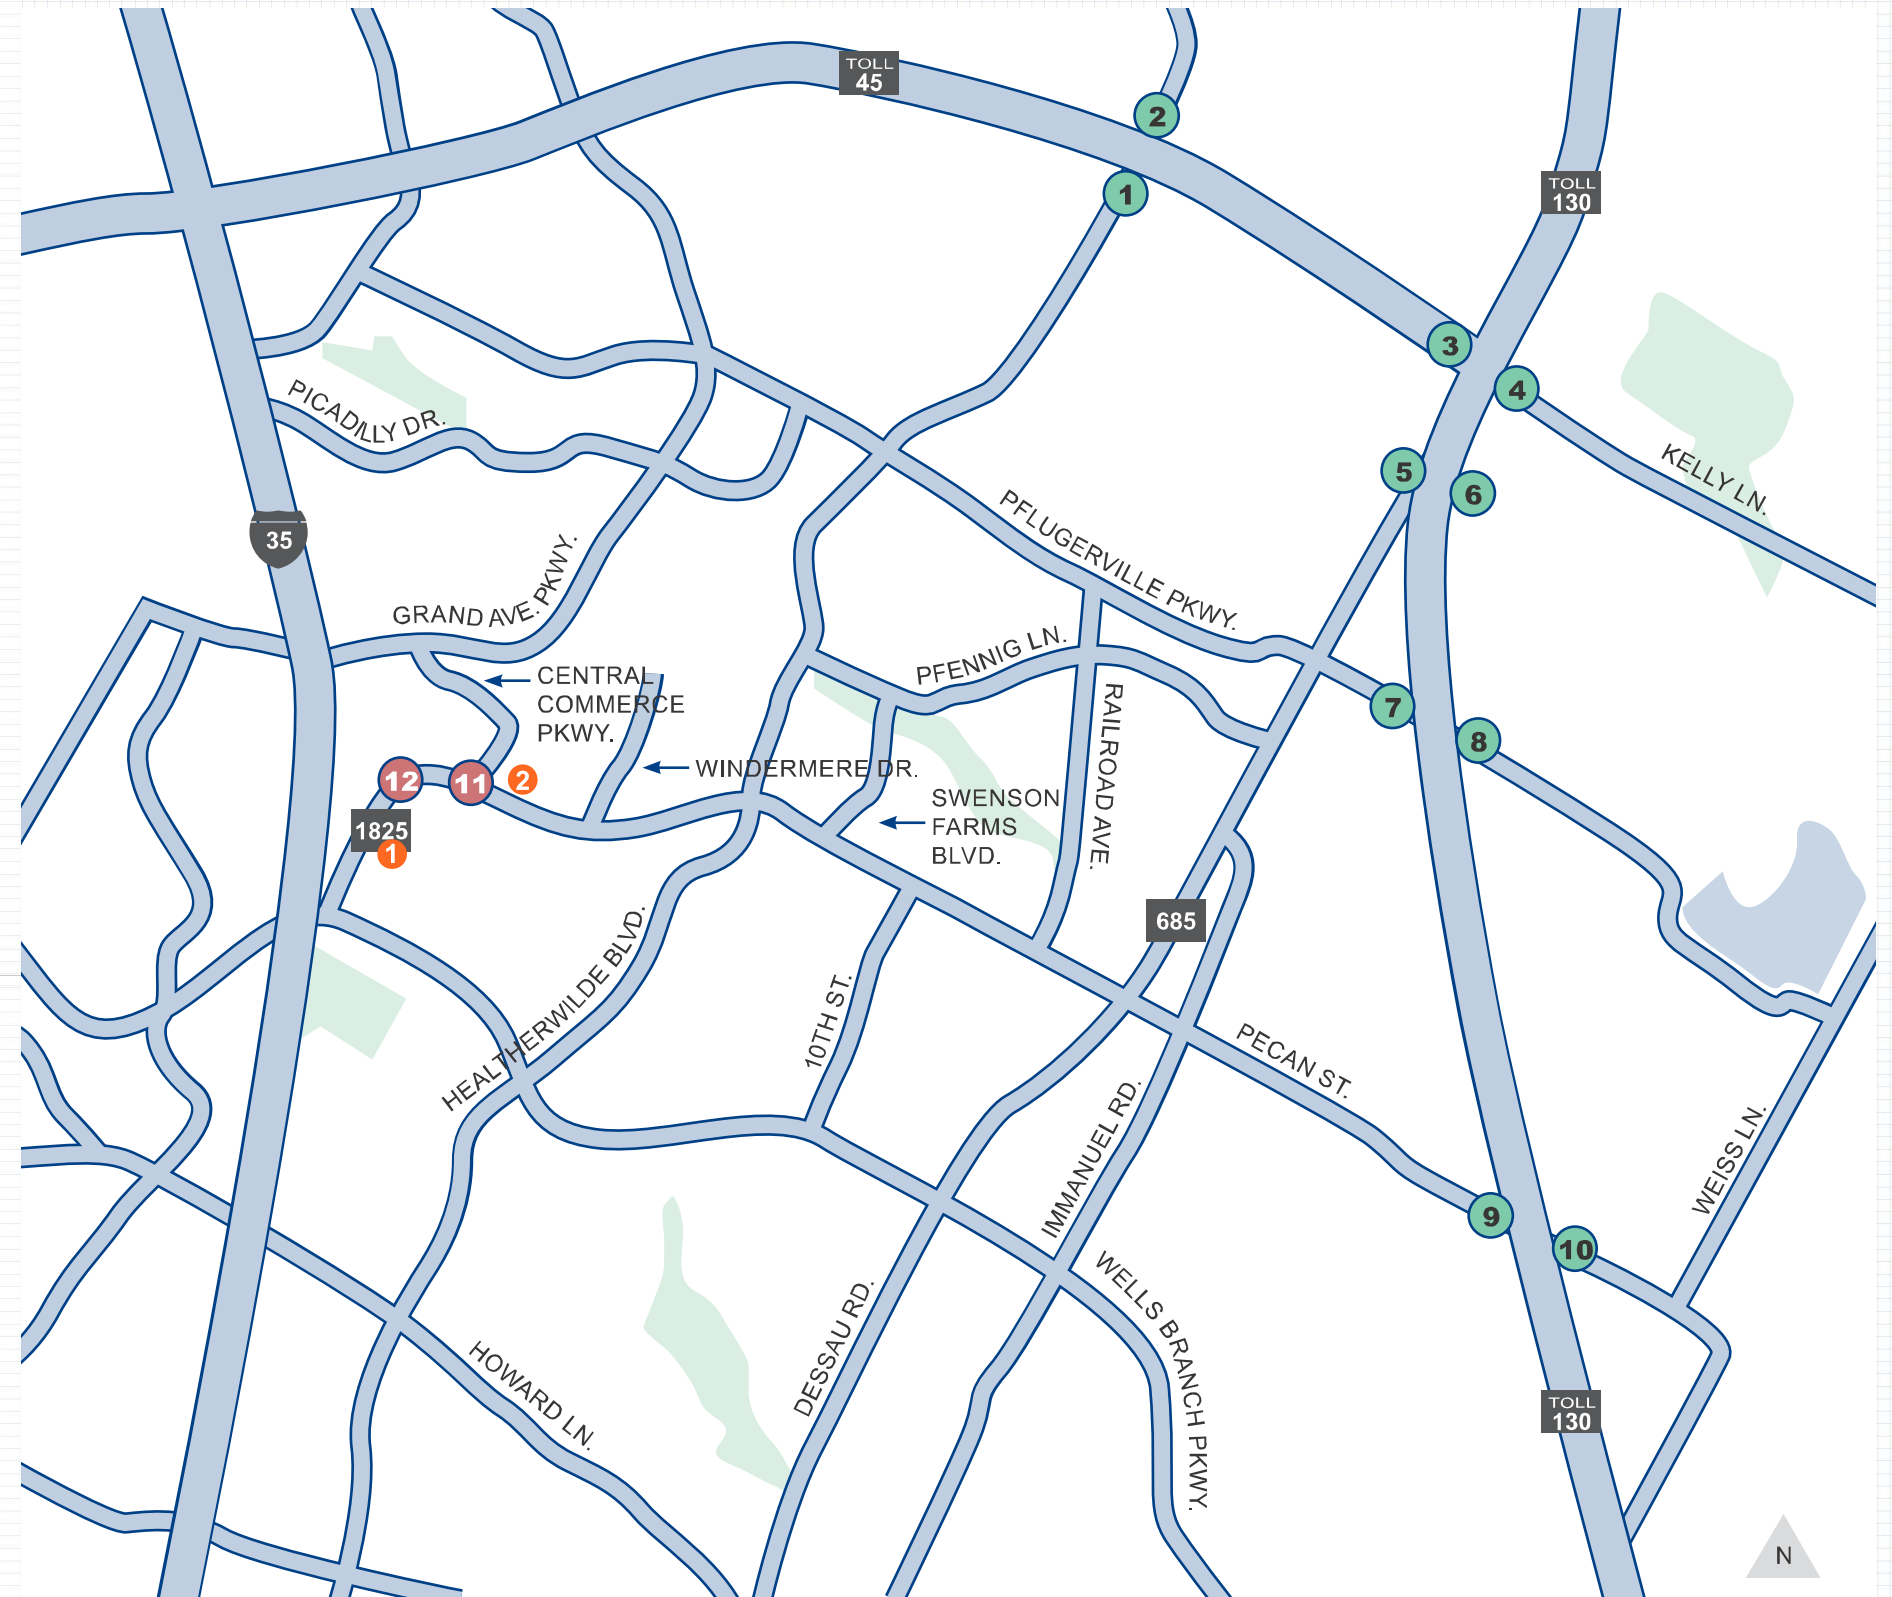 TOLL
45
2
1
TOLL
130
3
4
PICADILLY DR.
KELLY LN.
5
6
35
PFLUGERVILLE PKWY.
GRAND AVE. PKWY.
PFENNIG LN.
CENTRAL
COMMERCE
PKWY.
RAILROAD AVE.
7
8
WINDERMERE DR.
12
11
2
SWENSON
FARMS
BLVD.
1825
1
685
HEALTHERWILDE BLVD.
10TH ST.
PECAN ST.
IMMANUEL RD.
WEISS LN.
9
10
WELLS BRANCH PKWY.
DESSAU RD.
HOWARD LN.
TOLL
130
N